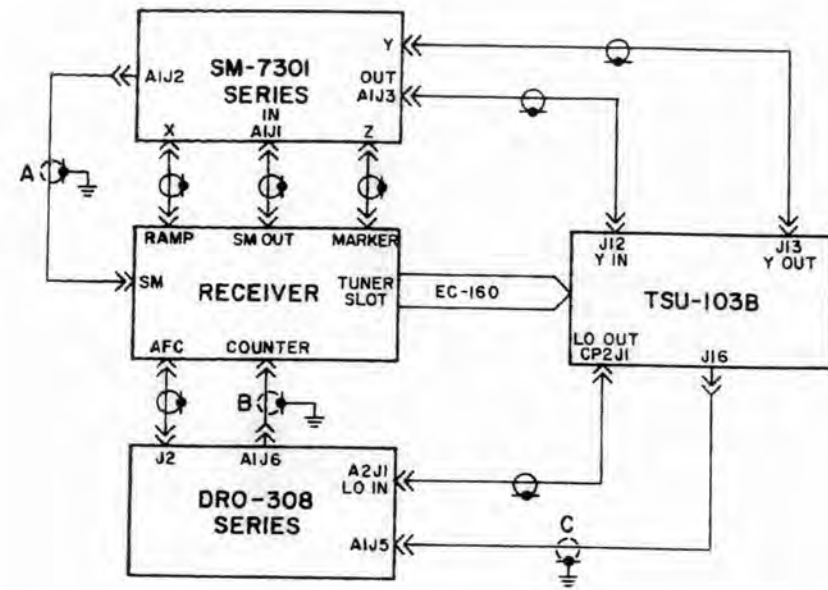 Y
A1J2
SM-7301
SERIES
OUT
A1J3
IN
X
A1J1
Z
A
RAMP
SM OUT
MARKER
J12
Y IN
J13
Y OUT
SM
RECEIVER
TUNER
SLOT
EC-160
TSU-103B
AFC
COUNTER
LO OUT
CP2J1
J16
B
J2
A1J6
A2J1
LO IN
DRO-308
SERIES
C
A1J5